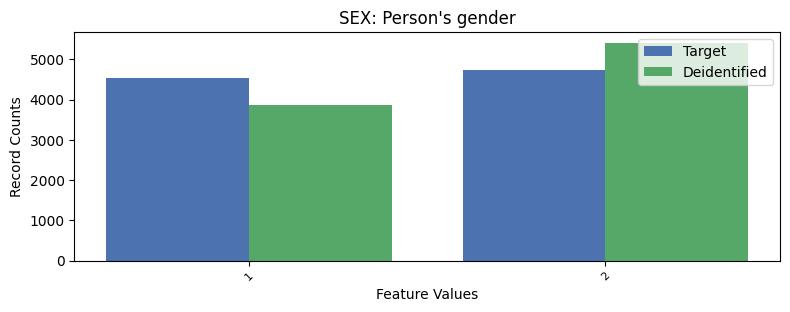 SEX: Person's gender
Target
Deidentified
5000
4000
3000
2000
1000
0
Record Counts
1
2
Feature Values